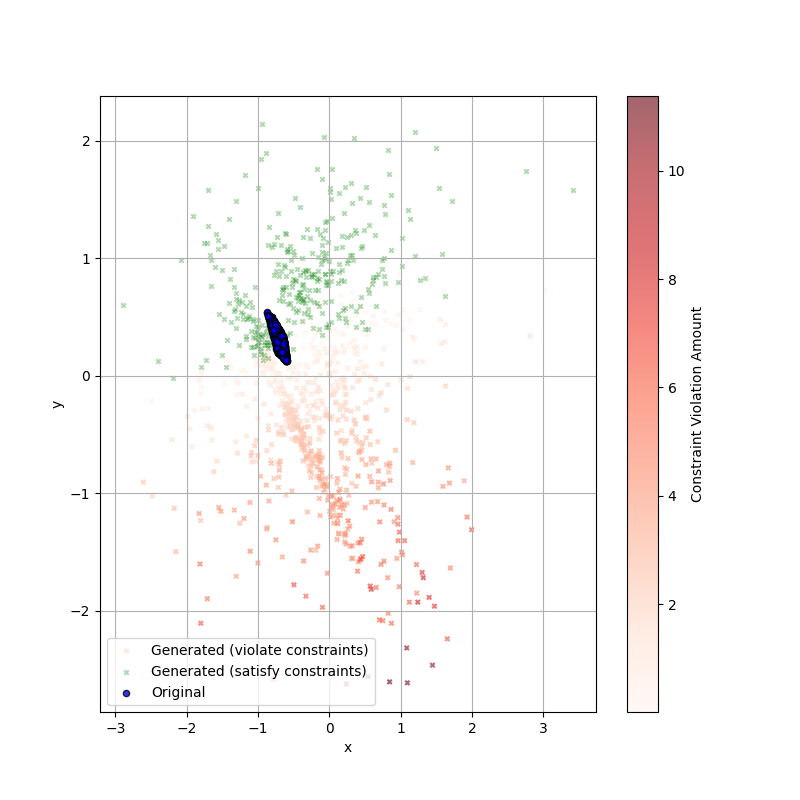 2
1
0
−1
−2
−3
−2
−1
0
1
2
3
x
y
Generated (violate constraints)
Generated (satisfy constraints)
Original
10
8
6
4
2
Constraint Violation Amount